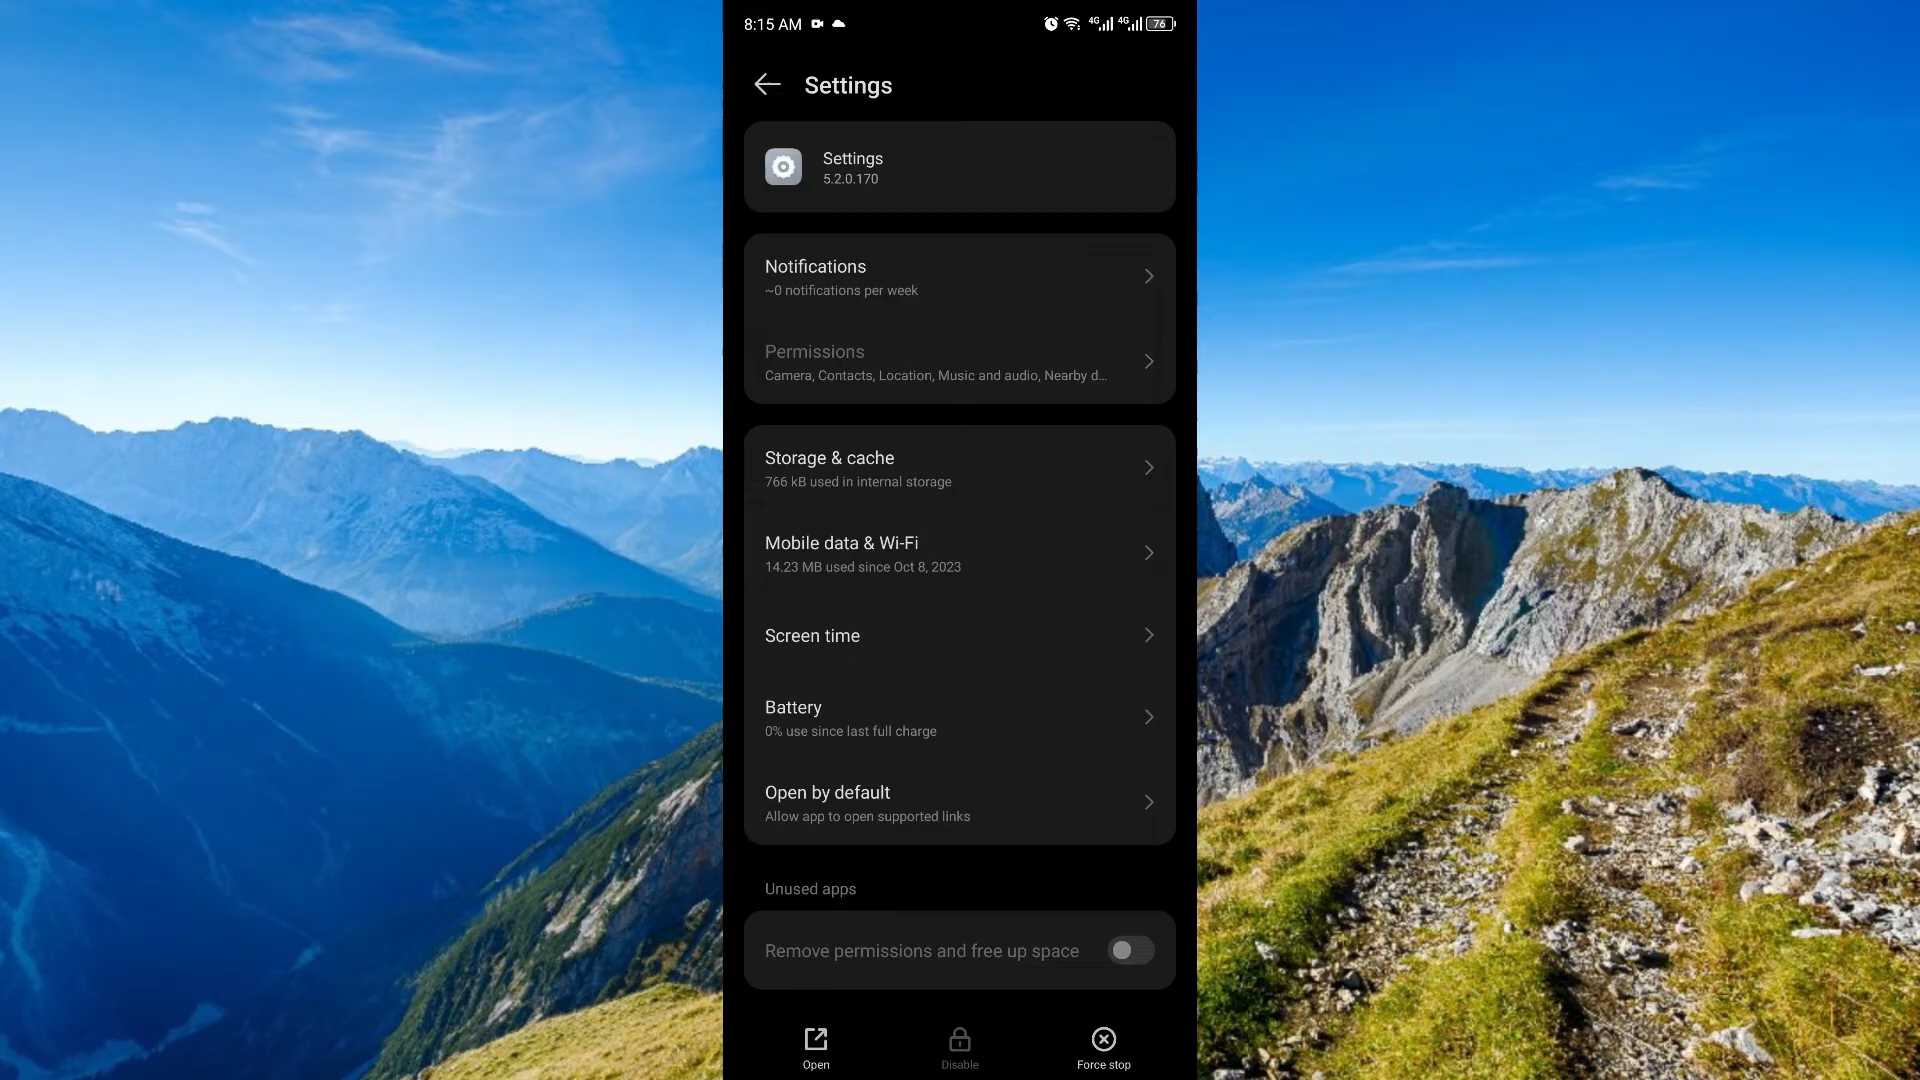 8:15 AM
4G 4G 76
Settings
Settings
5.2.0.170
Notifications
~0 notifications per week
Permissions
Camera, Contacts, Location, Music and audio, Nearby d...
Storage & cache
766 kB used in internal storage
Mobile data & Wi-Fi
14.23 MB used since Oct 8, 2023
Screen time
Battery
0% use since last full charge
Open by default
Allow app to open supported links
Unused apps
Remove permissions and free up space
Open Disable Force stop